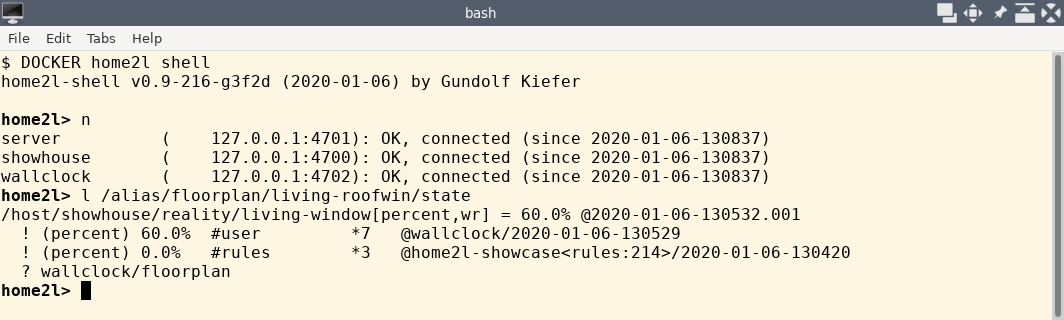 bash
File Edit Tabs Help
$ DOCKER home2l shell
home2l-shell v0.9-216-g3f2d (2020-01-06) by Gundolf Kiefer
home2l> n
server          (    127.0.0.1:4701): OK, connected (since 2020-01-06-130837)
showhouse       (    127.0.0.1:4700): OK, connected (since 2020-01-06-130837)
wallclock       (    127.0.0.1:4702): OK, connected (since 2020-01-06-130837)
home2l> l /alias/floorplan/living-roofwin/state
/host/showhouse/reality/living-window[percent,wr] = 60.0% @2020-01-06-130532.001
  ! (percent) 60.0%  #user         *7   @wallclock/2020-01-06-130529
  ! (percent) 0.0%   #rules        *3   @home2l-showcase<rules:214>/2020-01-06-130420
  ? wallclock/floorplan
home2l>